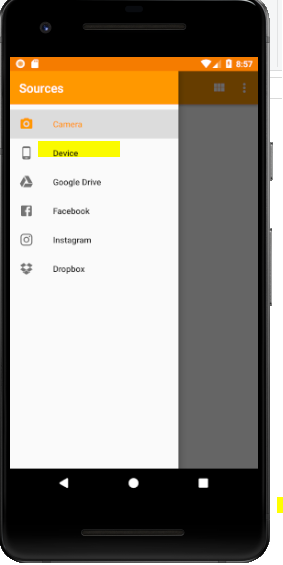 8:57
Sources
Camera
Device
Google Drive
Facebook
Instagram
Dropbox